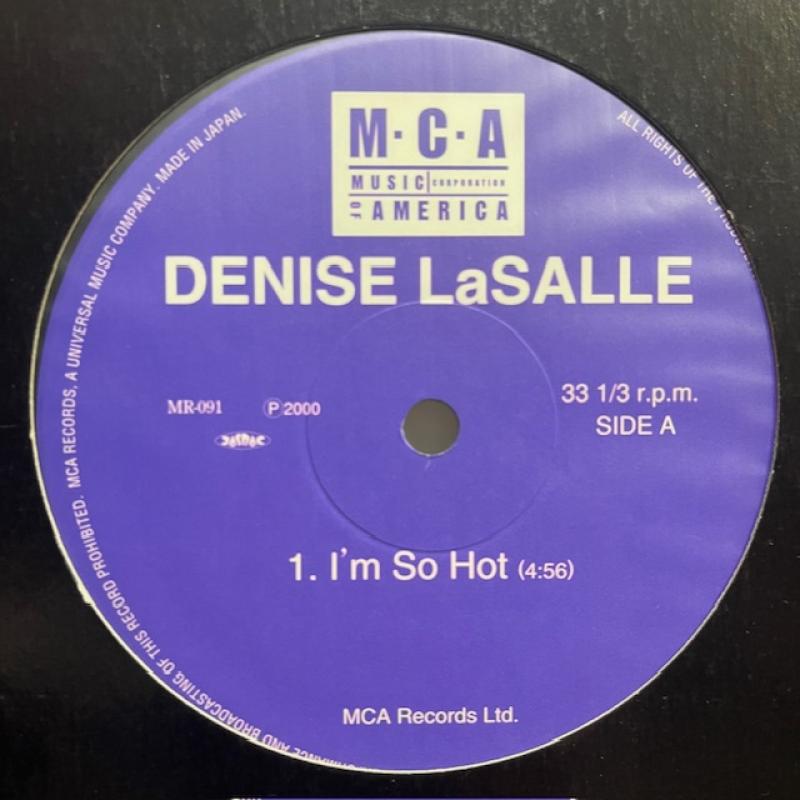 M·C·A
MUSIC CORPORATION
OF AMERICA
DENISE LaSALLE
MR-091 Ⓟ2000
33 1/3 r.p.m.
SIDE A
1. I'm So Hot (4:56)
MCA Records Ltd.
ALL RIGHTS OF THE
AND BROADCASTING OF THIS RECORD PROHIBITED. MCA RECORDS, A UNIVERSAL MUSIC COMPANY. MADE IN JAPAN.